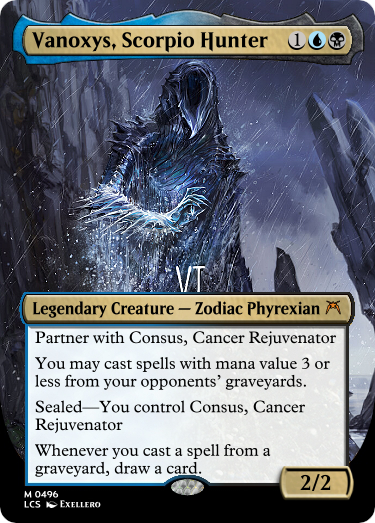 Vanoxys, Scorpio Hunter 1
VT
Legendary Creature — Zodiac Phyrexian
Partner with Consus, Cancer Rejuvenator
You may cast spells with mana value 3 or
less from your opponents' graveyards.
Sealed—You control Consus, Cancer
Rejuvenator
Whenever you cast a spell from a
graveyard, draw a card.
2/2
M 0496
LCS Exellero